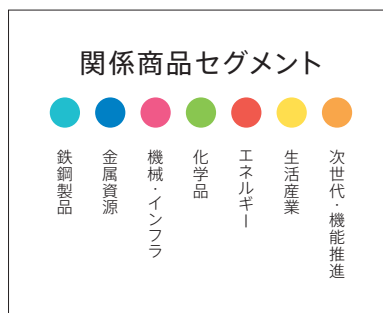 関係商品セグメント
鉄鋼製品
金属資源
機械・インフラ
化学品
エネルギー
生活産業
次世代・機能推進